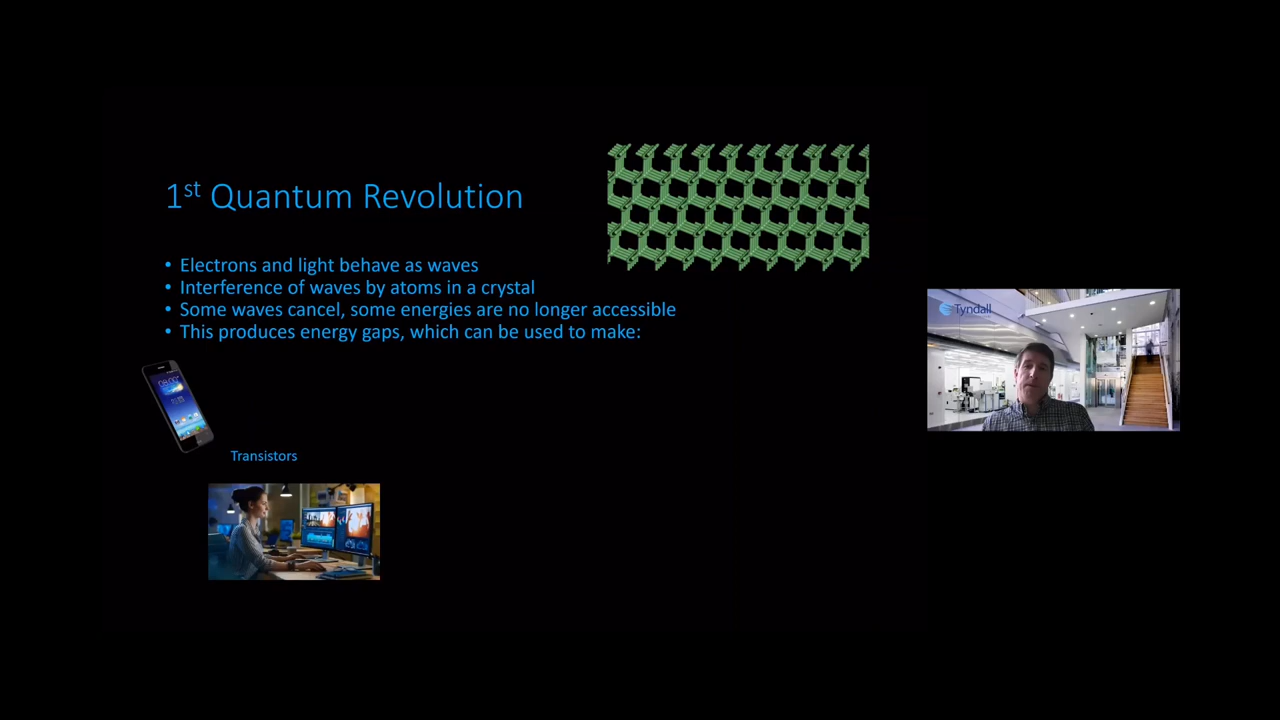 1st Quantum Revolution
• Electrons and light behave as waves
• Interference of waves by atoms in a crystal
• Some waves cancel, some energies are no longer accessible
• This produces energy gaps, which can be used to make:
Tyndall
Transistors